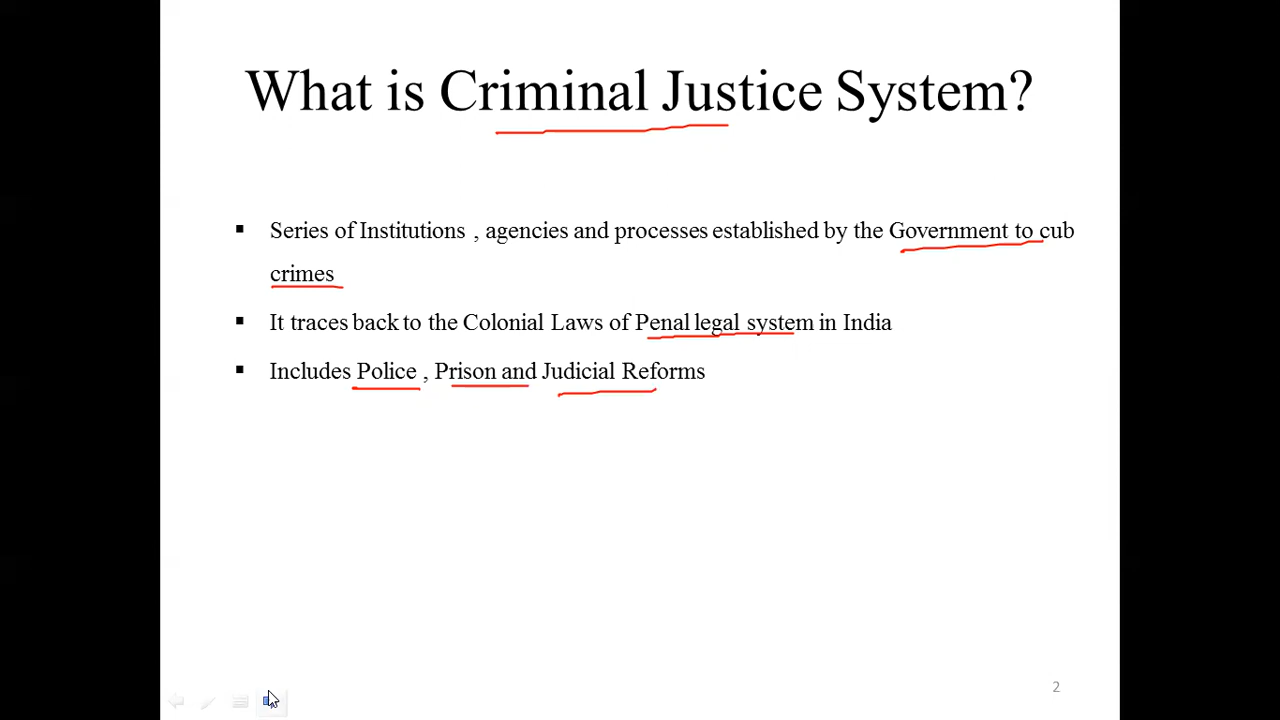 What is Criminal Justice System?
Series of Institutions , agencies and processes established by the Government to cub
crimes
It traces back to the Colonial Laws of Penal legal system in India
Includes Police , Prison and Judicial Reforms
2